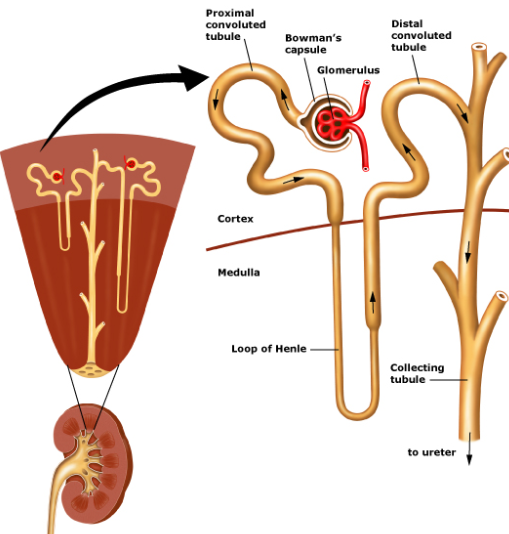 Proximal
convoluted
tubule
Bowman's
capsule
Glomerulus
Distal
convoluted
tubule
Cortex
Medulla
Loop of Henle
Collecting
tubule
to ureter